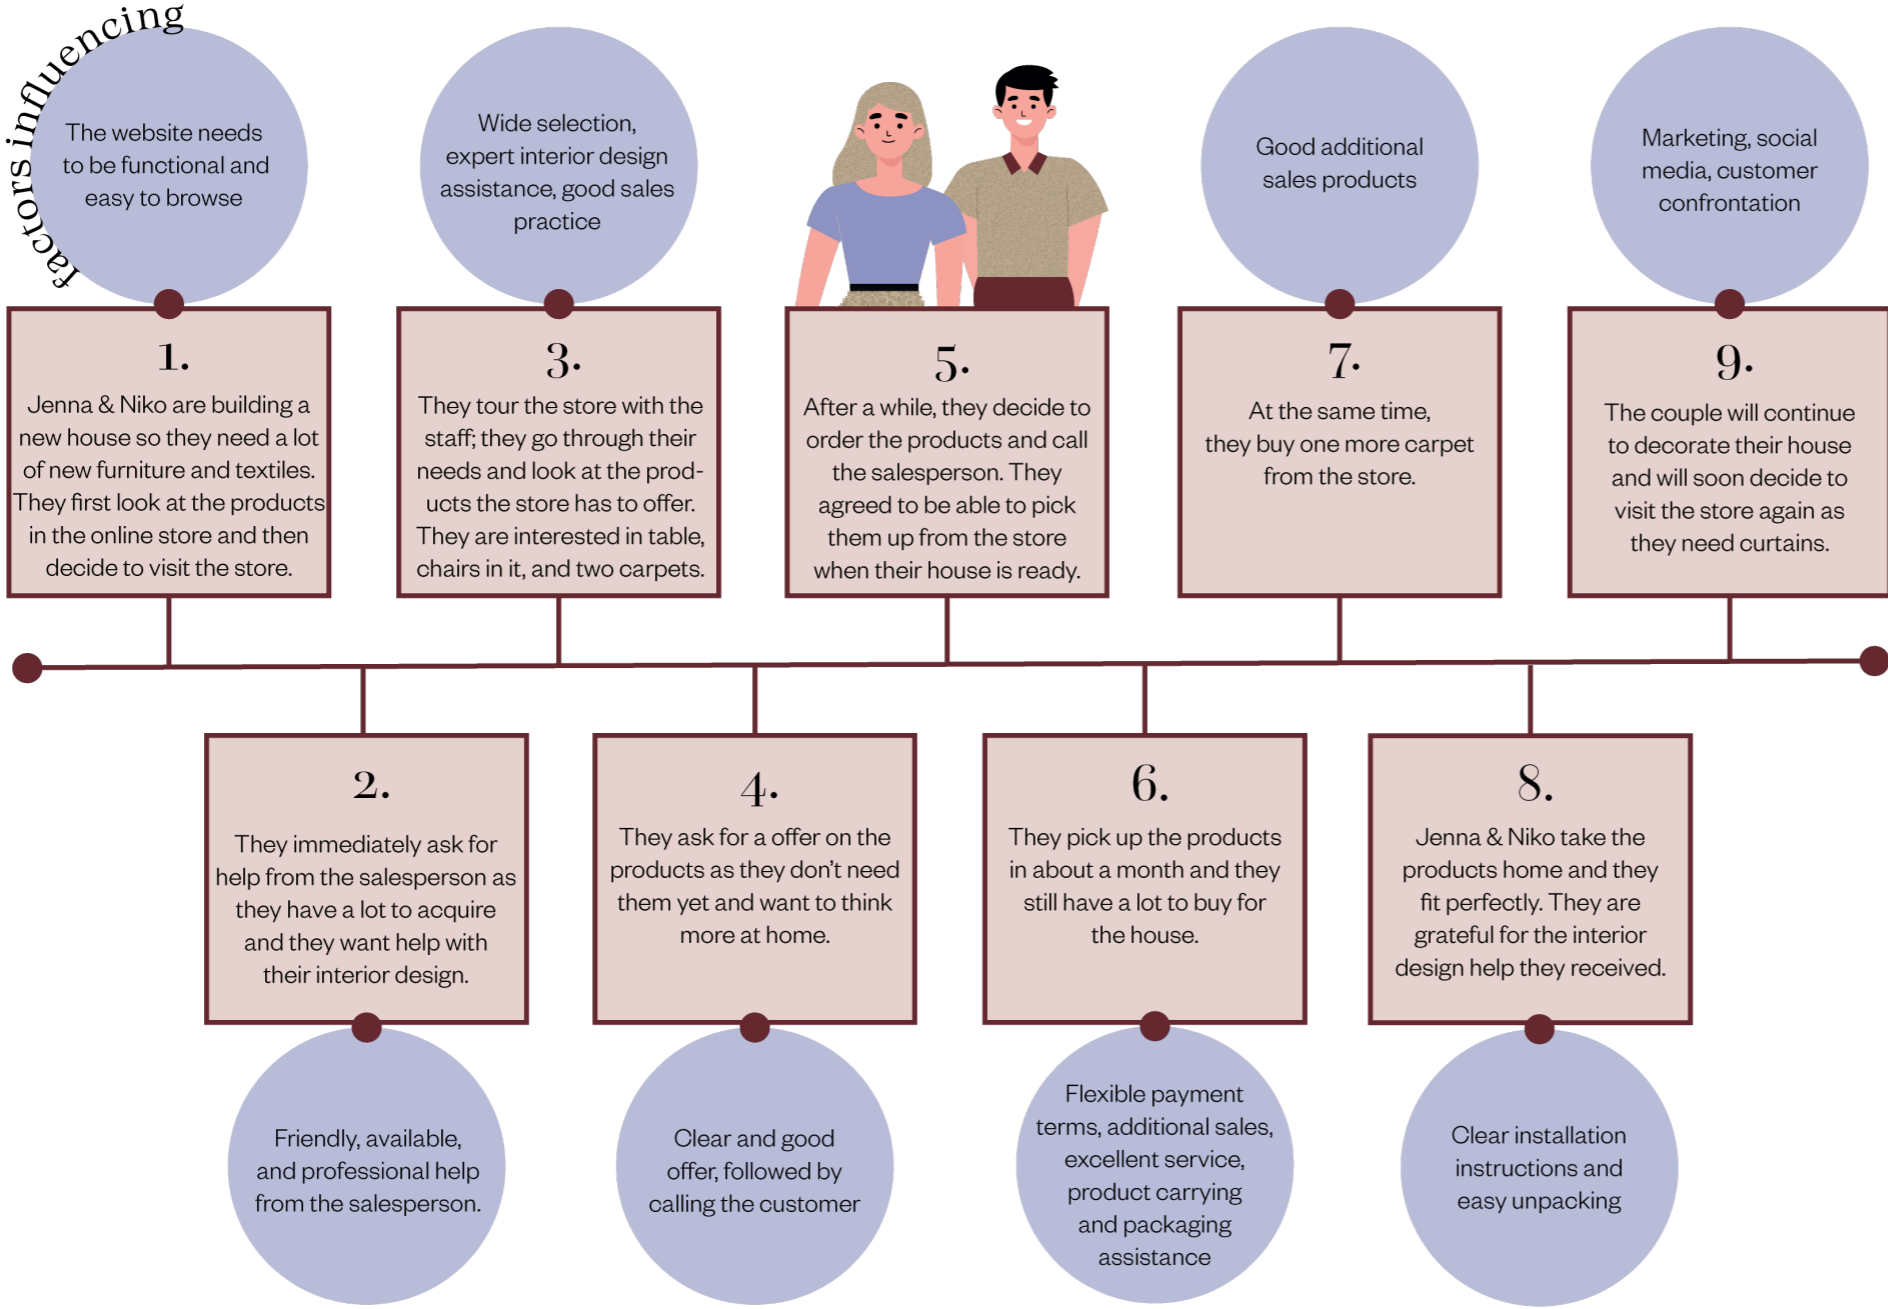 factors influencing
The website needs
to be functional and
easy to browse
1.
Jenna & Niko are building a
new house so they need a lot
of new furniture and textiles.
They first look at the products
in the online store and then
decide to visit the store.
2.
They immediately ask for
help from the salesperson as
they have a lot to acquire
and they want help with
their interior design.
Friendly, available,
and professional help
from the salesperson.
Wide selection,
expert interior design
assistance, good sales
practice
3.
They tour the store with the
staff; they go through their
needs and look at the prod-
ucts the store has to offer.
They are interested in table,
chairs in it, and two carpets.
4.
They ask for a offer on the
products as they don't need
them yet and want to think
more at home.
Clear and good
offer, followed by
calling the customer
5.
After a while, they decide to
order the products and call
the salesperson. They
agreed to be able to pick
them up from the store
when their house is ready.
6.
They pick up the products
in about a month and they
still have a lot to buy for
the house.
Flexible payment
terms, additional sales,
excellent service,
product carrying
and packaging
assistance
Good additional
sales products
7.
At the same time,
they buy one more carpet
from the store.
8.
Jenna & Niko take the
products home and they
fit perfectly. They are
grateful for the interior
design help they received.
Clear installation
instructions and
easy unpacking
Marketing, social
media, customer
confrontation
9.
The couple will continue
to decorate their house
and will soon decide to
visit the store again as
they need curtains.